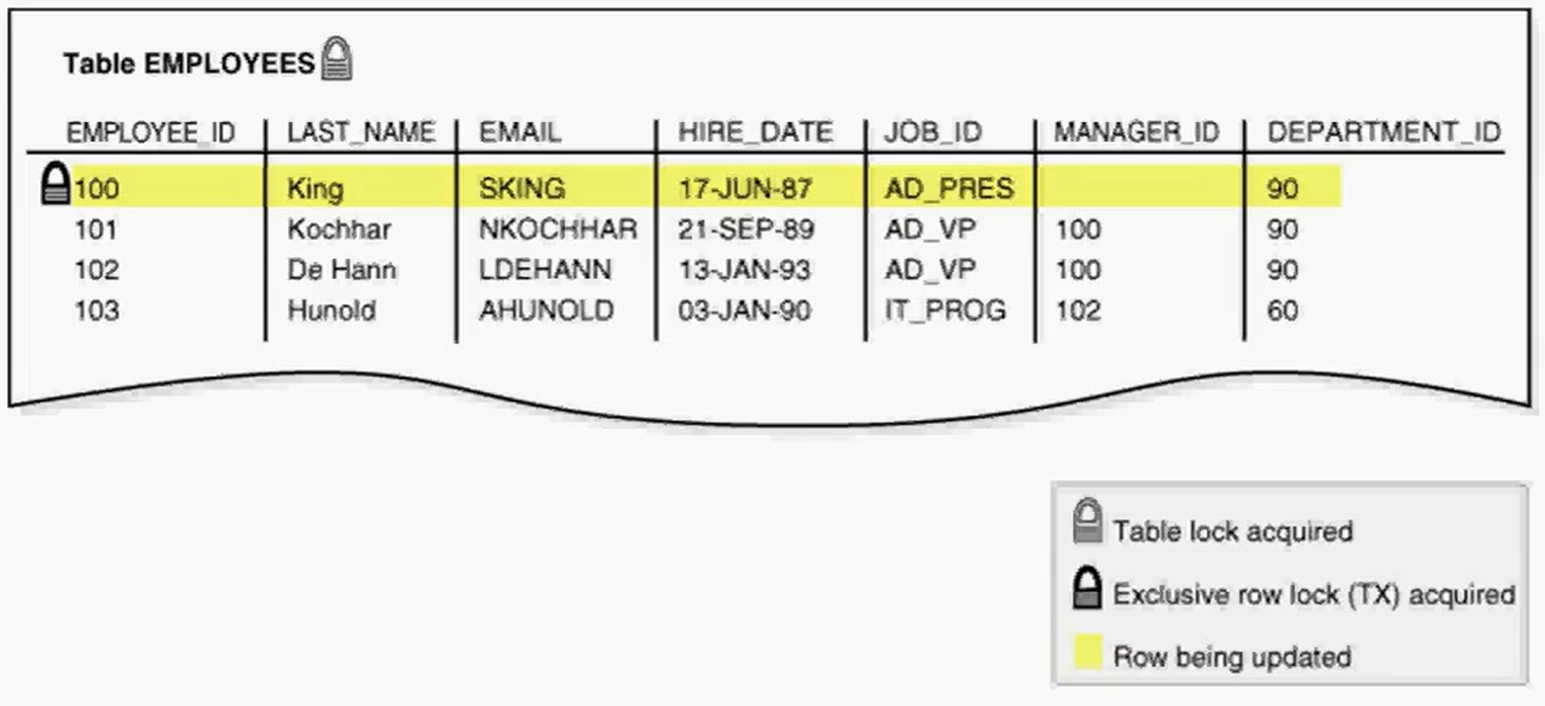 Table EMPLOYEES
EMPLOYEE_ID LAST_NAME EMAIL HIRE_DATE JOB_ID MANAGER_ID DEPARTMENT_ID
100 King SKING 17-JUN-87 AD_PRES 90
101 Kochhar NKOCHHAR 21-SEP-89 AD_VP 100 90
102 De Hann LDEHANN 13-JAN-93 AD_VP 100 90
103 Hunold AHUNOLD 03-JAN-90 IT_PROG 102 60
Table lock acquired
Exclusive row lock (TX) acquired
Row being updated